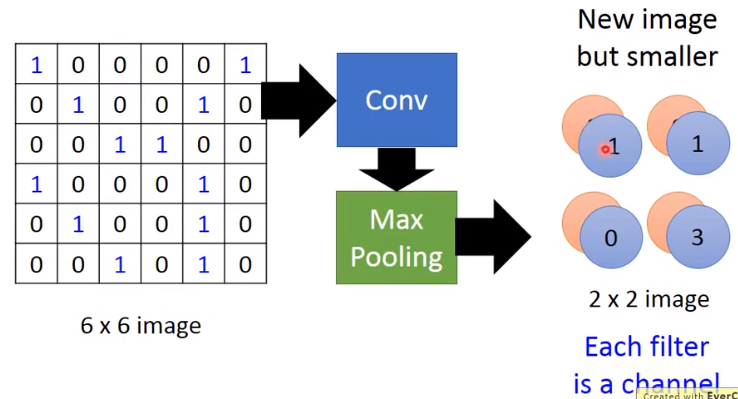 New image
but smaller
1 0 0 0 0 1
0 1 0 0 1 0
0 0 1 1 0 0
1 0 0 0 1 0
0 1 0 0 1 0
0 0 1 0 1 0
6 x 6 image
Conv
Max
Pooling
1 1
0 3
2 x 2 image
Each filter
is a channel
Created with EverC